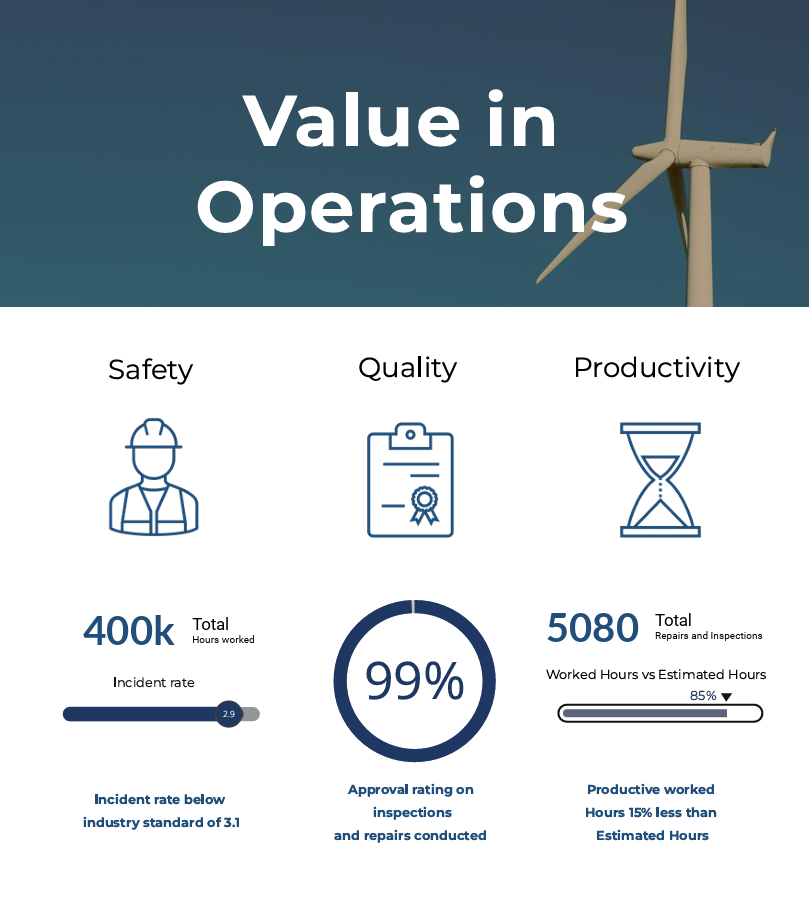 Value in
Operations
Safety
Quality
Productivity
400k
Total
Hours worked
Incident rate
2.9
Incident rate below
industry standard of 3.1
99%
Approval rating on
inspections
and repairs conducted
5080
Total
Repairs and Inspections
Worked Hours vs Estimated Hours
85%
Productive worked
Hours 15% less than
Estimated Hours